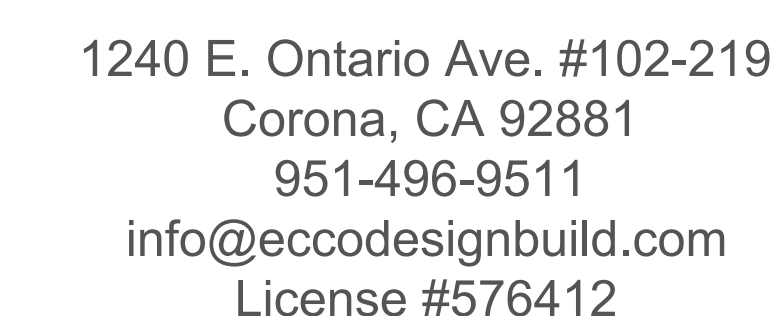 1240 E. Ontario Ave. #102-219
Corona, CA 92881
951-496-9511
info@eccodesignbuild.com
License #576412